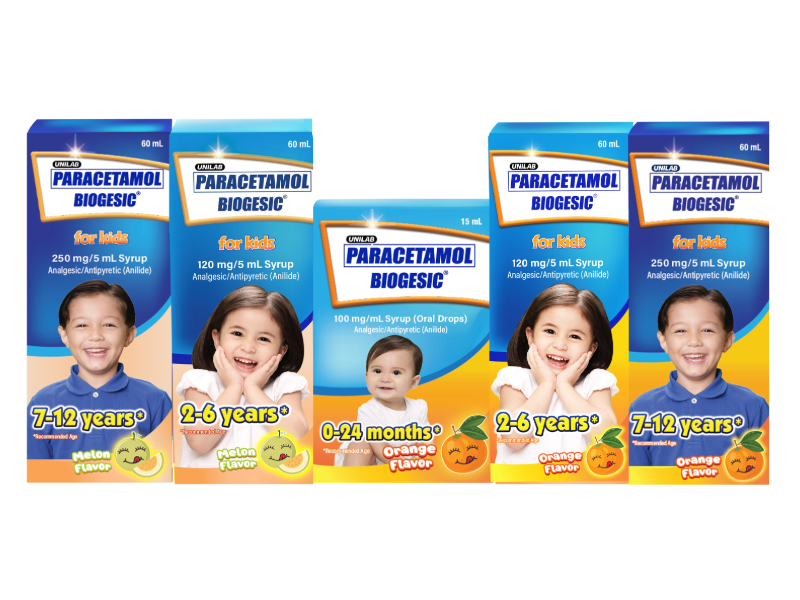 60 mL
UNILAB
PARACETAMOL
BIOGESIC®
for kids
250 mg/5 mL Syrup
Analgesic/Antipyretic (Anilide)
7-12 years*
*Recommended Age
Melon
Flavor
60 mL
UNILAB
PARACETAMOL
BIOGESIC®
for kids
120 mg/5 mL Syrup
Analgesic/Antipyretic (Anilide)
2-6 years*
*Recommended Age
Melon
Flavor
15 mL
UNILAB
PARACETAMOL
BIOGESIC®
100 mg/mL Syrup (Oral Drops)
Analgesic/Antipyretic (Anilide)
0-24 months*
*Recommended Age
Orange
Flavor
60 mL
UNILAB
PARACETAMOL
BIOGESIC®
for kids
120 mg/5 mL Syrup
Analgesic/Antipyretic (Anilide)
2-6 years*
*Recommended Age
Orange
Flavor
60 mL
UNILAB
PARACETAMOL
BIOGESIC®
for kids
250 mg/5 mL Syrup
Analgesic/Antipyretic (Anilide)
7-12 years*
*Recommended Age
Orange
Flavor